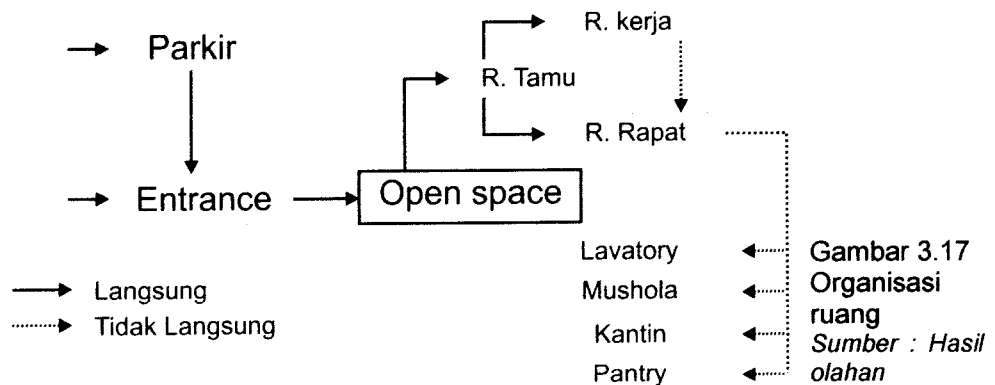 R. kerja
Parkir
R. Tamu
R. Rapat
Entrance
Open space
Lavatory
Mushola
Kantin
Pantry
Langsung
Tidak Langsung
Gambar 3.17
Organisasi
ruang
Sumber : Hasil
olahan